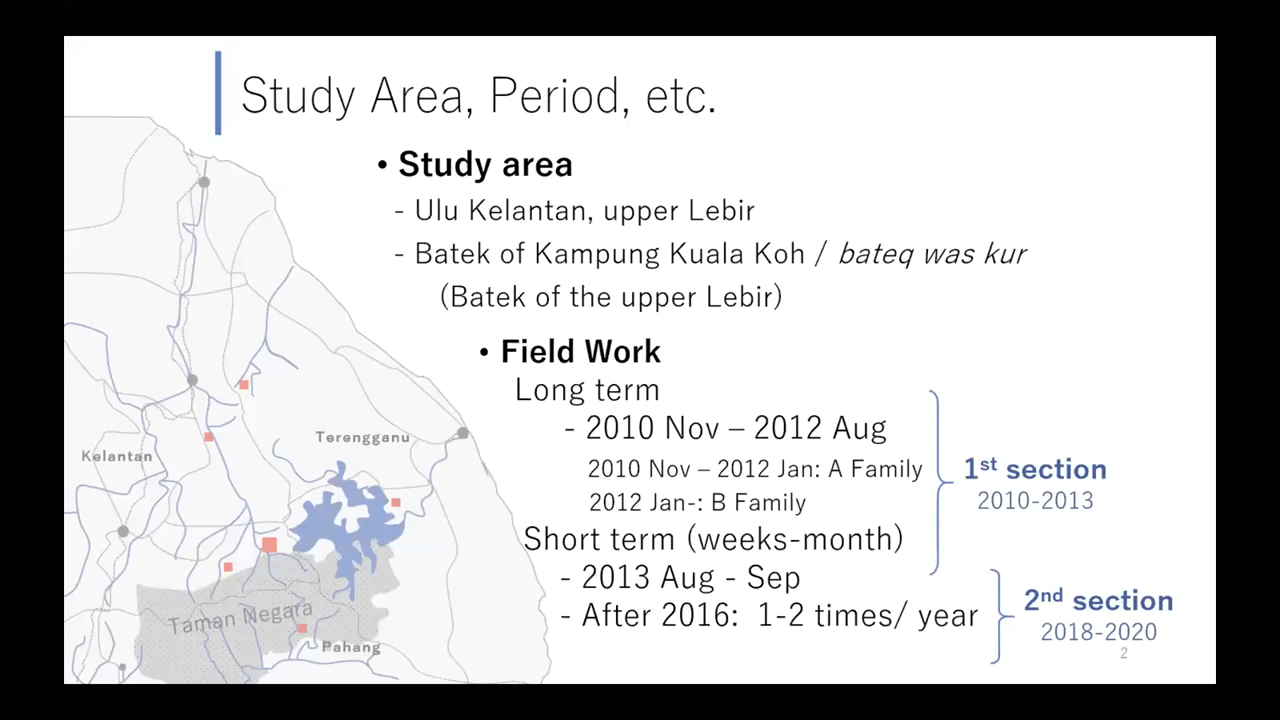 Study Area, Period, etc.
• Study area
- Ulu Kelantan, upper Lebir
- Batek of Kampung Kuala Koh / bateq was kur
(Batek of the upper Lebir)
• Field Work
Long term
- 2010 Nov – 2012 Aug
2010 Nov – 2012 Jan: A Family
2012 Jan-: B Family
1st section
2010-2013
Short term (weeks-month)
- 2013 Aug - Sep
- After 2016: 1-2 times/ year
2nd section
2018-2020
2
Terengganu
Kelantan
Taman Negara
Pahang